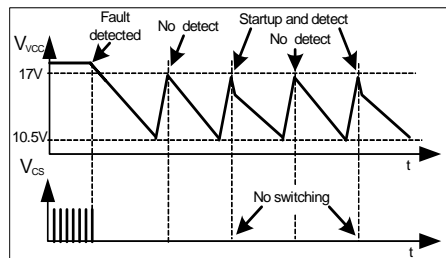 Fault
detected
No detect
Startup and detect
No detect
VVCC
17V
10.5V
t
VCS
No switching
t